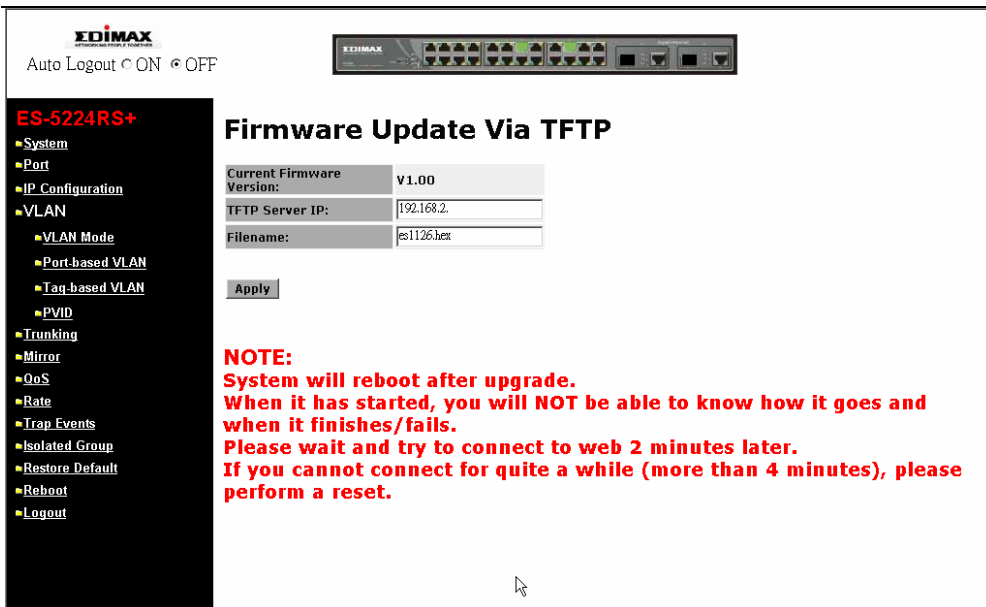 EDIMAX
NETWORKING PEOPLE TOGETHER
Auto Logout ON OFF
EDIMAX
ES-5224RS+
System
Port
IP Configuration
VLAN
VLAN Mode
Port-based VLAN
Tag-based VLAN
PVID
Trunking
Mirror
QoS
Rate
Trap Events
Isolated Group
Restore Default
Reboot
Logout
Firmware Update Via TFTP
Current Firmware Version: V1.00
TFTP Server IP: 192.168.2.
Filename: es1126.hex
Apply
NOTE:
System will reboot after upgrade.
When it has started, you will NOT be able to know how it goes and
when it finishes/fails.
Please wait and try to connect to web 2 minutes later.
If you cannot connect for quite a while (more than 4 minutes), please
perform a reset.